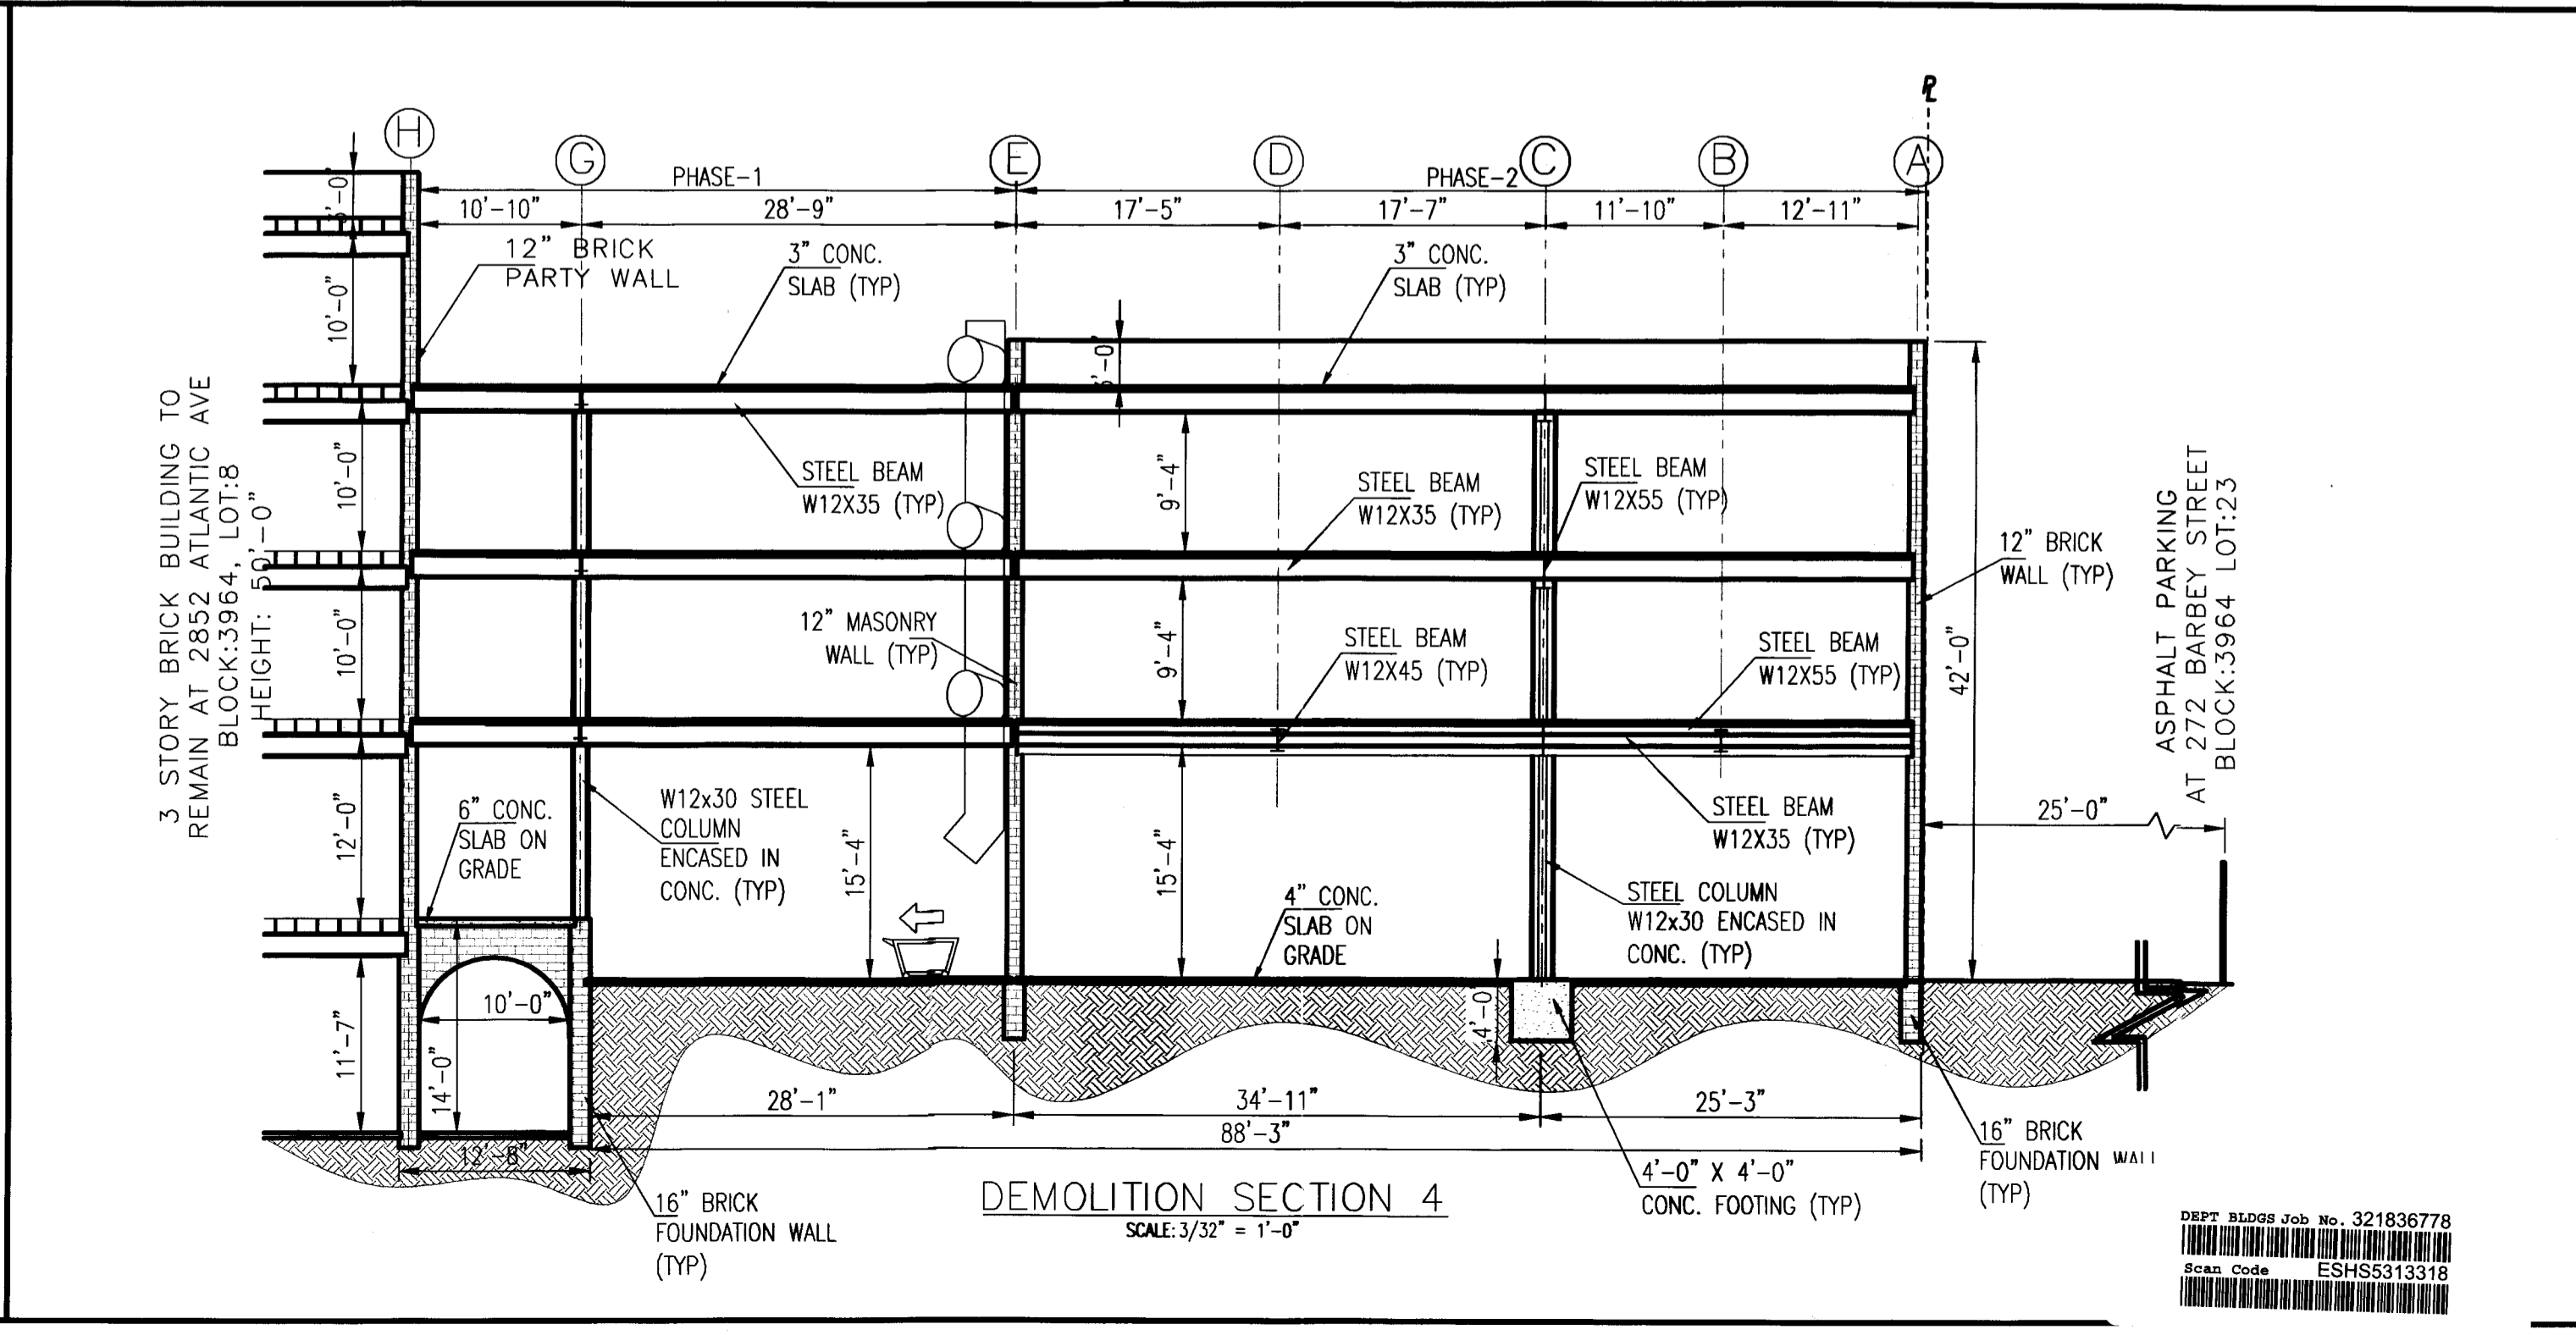 ℄
H
G
E
D
C
B
A
PHASE-1
PHASE-2
10'-10"
28'-9"
17'-5"
17'-7"
11'-10"
12'-11"
12" BRICK
PARTY WALL
3" CONC.
SLAB (TYP)
3" CONC.
SLAB (TYP)
10'-0"
10'-0"
10'-0"
12'-0"
11'-7"
3 STORY BRICK BUILDING TO
REMAIN AT 2852 ATLANTIC AVE
BLOCK:3964, LOT:8
HEIGHT: 50'-0"
STEEL BEAM
W12X35 (TYP)
9'-4"
STEEL BEAM
W12X35 (TYP)
STEEL BEAM
W12X55 (TYP)
12" BRICK
WALL (TYP)
12" MASONRY
WALL (TYP)
9'-4"
STEEL BEAM
W12X45 (TYP)
STEEL BEAM
W12X55 (TYP)
42'-0"
ASPHALT PARKING
AT 272 BARBEY STREET
BLOCK:3964 LOT:23
25'-0"
6" CONC.
SLAB ON
GRADE
W12x30 STEEL
COLUMN
ENCASED IN
CONC. (TYP)
15'-4"
15'-4"
STEEL BEAM
W12X35 (TYP)
4" CONC.
SLAB ON
GRADE
STEEL COLUMN
W12x30 ENCASED IN
CONC. (TYP)
10'-0"
14'-0"
4'-0
28'-1"
34'-11"
25'-3"
88'-3"
12'-8"
16" BRICK
FOUNDATION WALL
(TYP)
4'-0" X 4'-0"
CONC. FOOTING (TYP)
16" BRICK
FOUNDATION WALL
(TYP)
DEMOLITION SECTION 4
SCALE: 3/32" = 1'-0"
DEPT BLDGS Job No. 321836778
Scan Code ESHS5313318